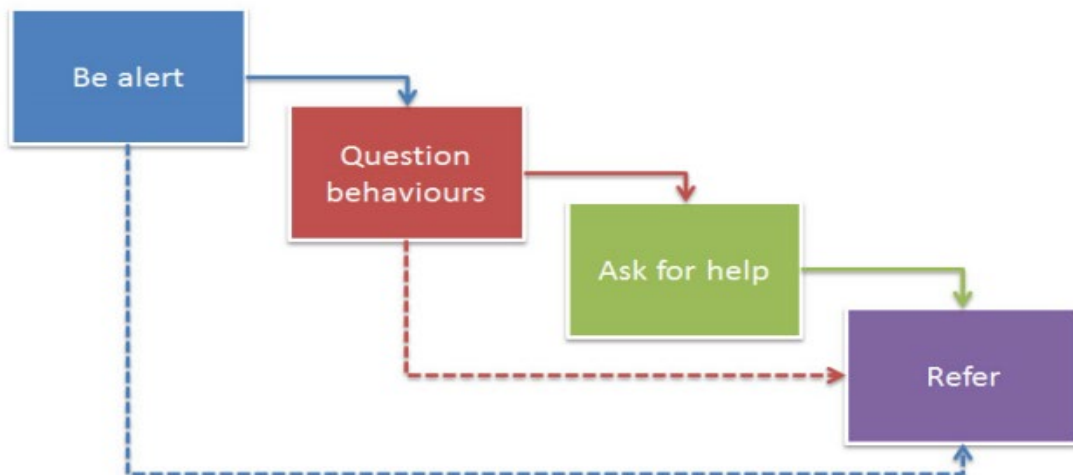 Be alert
Question
behaviours
Ask for help
Refer